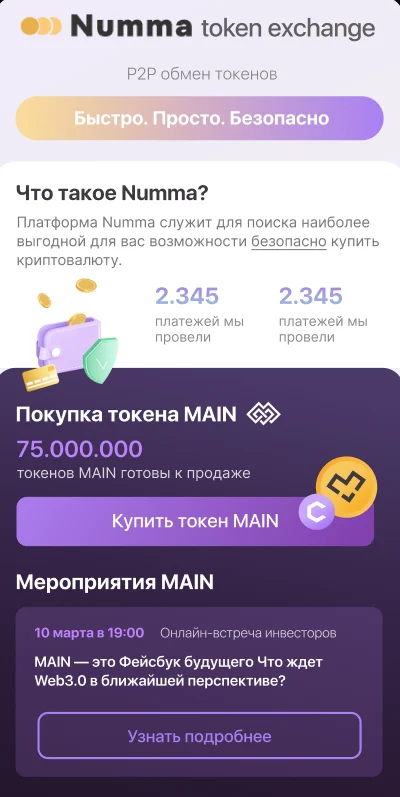 Numma token exchange
P2P обмен токенов
Быстро. Просто. Безопасно
Что такое Numma?
Платформа Numma служит для поиска наиболее
выгодной для вас возможности безопасно купить
криптовалюту.
2.345 2.345
платежей мы платежей мы
провели провели
Покупка токена MAIN
75.000.000
токенов MAIN готовы к продаже
Купить токен MAIN
Мероприятия MAIN
10 марта в 19:00 Онлайн-встреча инвесторов
MAIN — это Фейсбук будущего Что ждет
Web3.0 в ближайшей перспективе?
Узнать подробнее